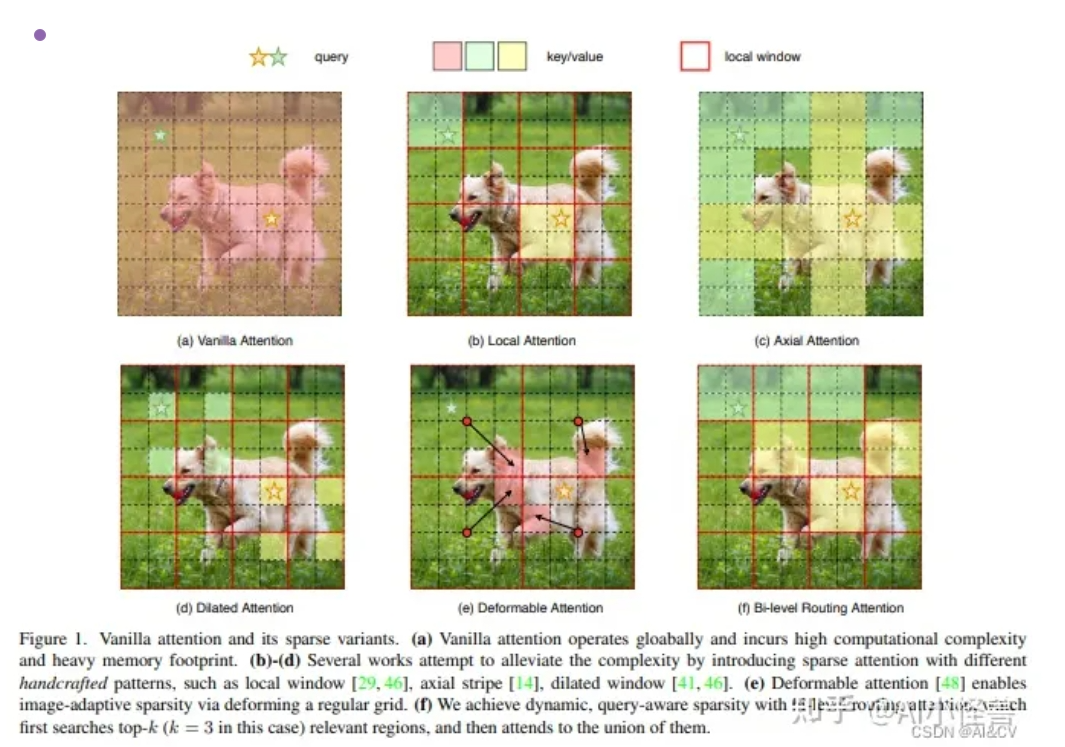 query key/value local window
(a) Vanilla Attention (b) Local Attention (c) Axial Attention
(d) Dilated Attention (e) Deformable Attention (f) Bi-level Routing Attention
Figure 1. Vanilla attention and its sparse variants. (a) Vanilla attention operates gloabally and incurs high computational complexity
and heavy memory footprint. (b)-(d) Several works attempt to alleviate the complexity by introducing sparse attention with different
handcrafted patterns, such as local window [29, 46], axial stripe [14], dilated window [41, 46]. (e) Deformable attention [48] enables
image-adaptive sparsity via deforming a regular grid. (f) We achieve dynamic, query-aware sparsity with bi-level routing attention, which
first searches top-k (k = 3 in this case) relevant regions, and then attends to the union of them.
知乎 @AI小怪兽
CSDN @AI&CV